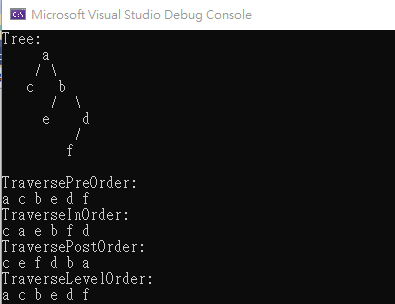 Microsoft Visual Studio Debug Console
Tree:
a
/ \
c b
/ \
e d
/
f
TraversePreOrder:
a c b e d f
TraverseInOrder:
c a e b f d
TraversePostOrder:
c e f d b a
TraverseLevelOrder:
a c b e d f